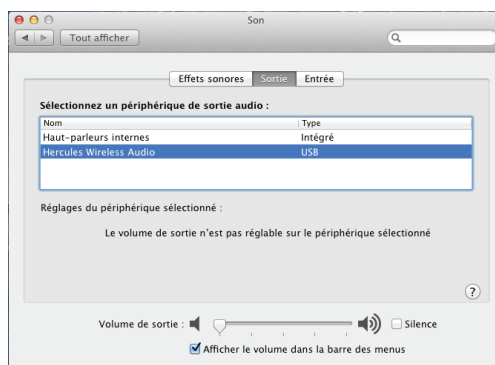 Son
Tout afficher
Effets sonores Sortie Entrée
Sélectionnez un périphérique de sortie audio :
Nom Type
Haut-parleurs internes Intégré
Hercules Wireless Audio USB
Réglages du périphérique sélectionné :
Le volume de sortie n'est pas réglable sur le périphérique sélectionné
?
Volume de sortie : Silence
Afficher le volume dans la barre des menus